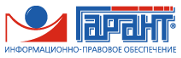 ГАРАНТ®
ИНФОРМАЦИОННО-ПРАВОВОЕ ОБЕСПЕЧЕНИЕ